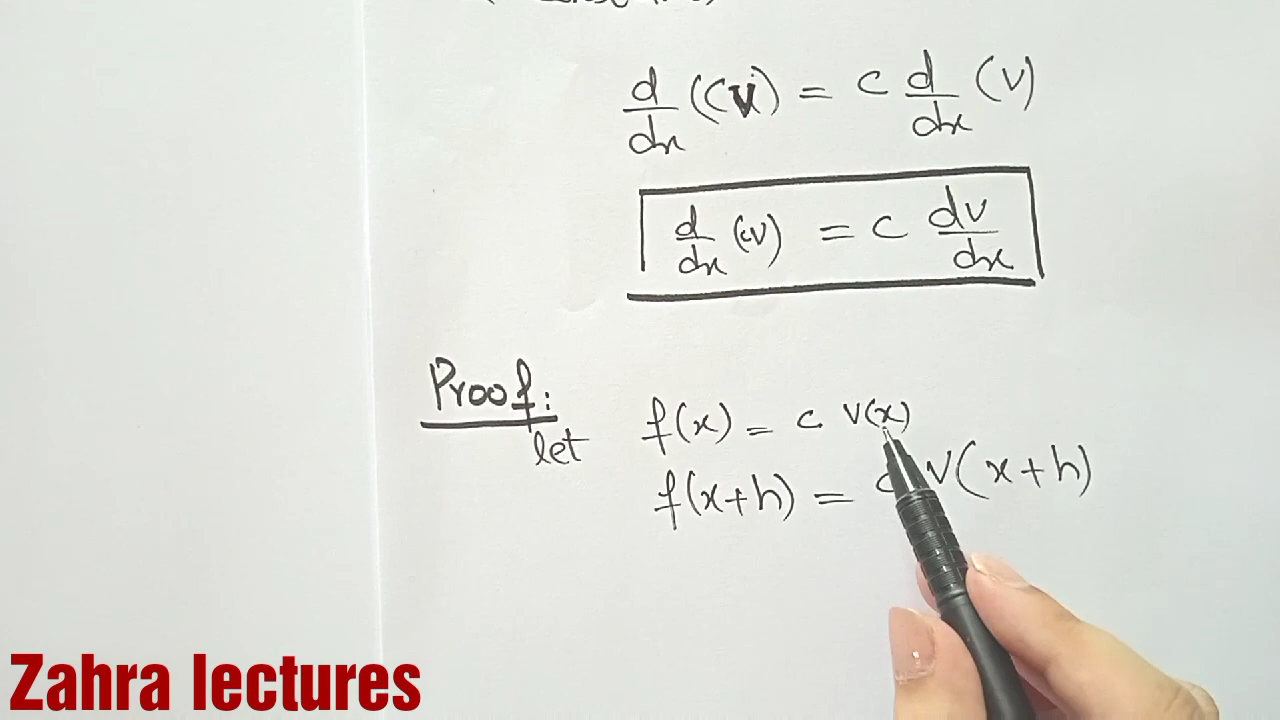 d/dx (cv) = c d/dx (v)
d/dx (cv) = c dv/dx
Proof:
let f(x) = c v(x)
f(x+h) = c v(x+h)
Zahra lectures